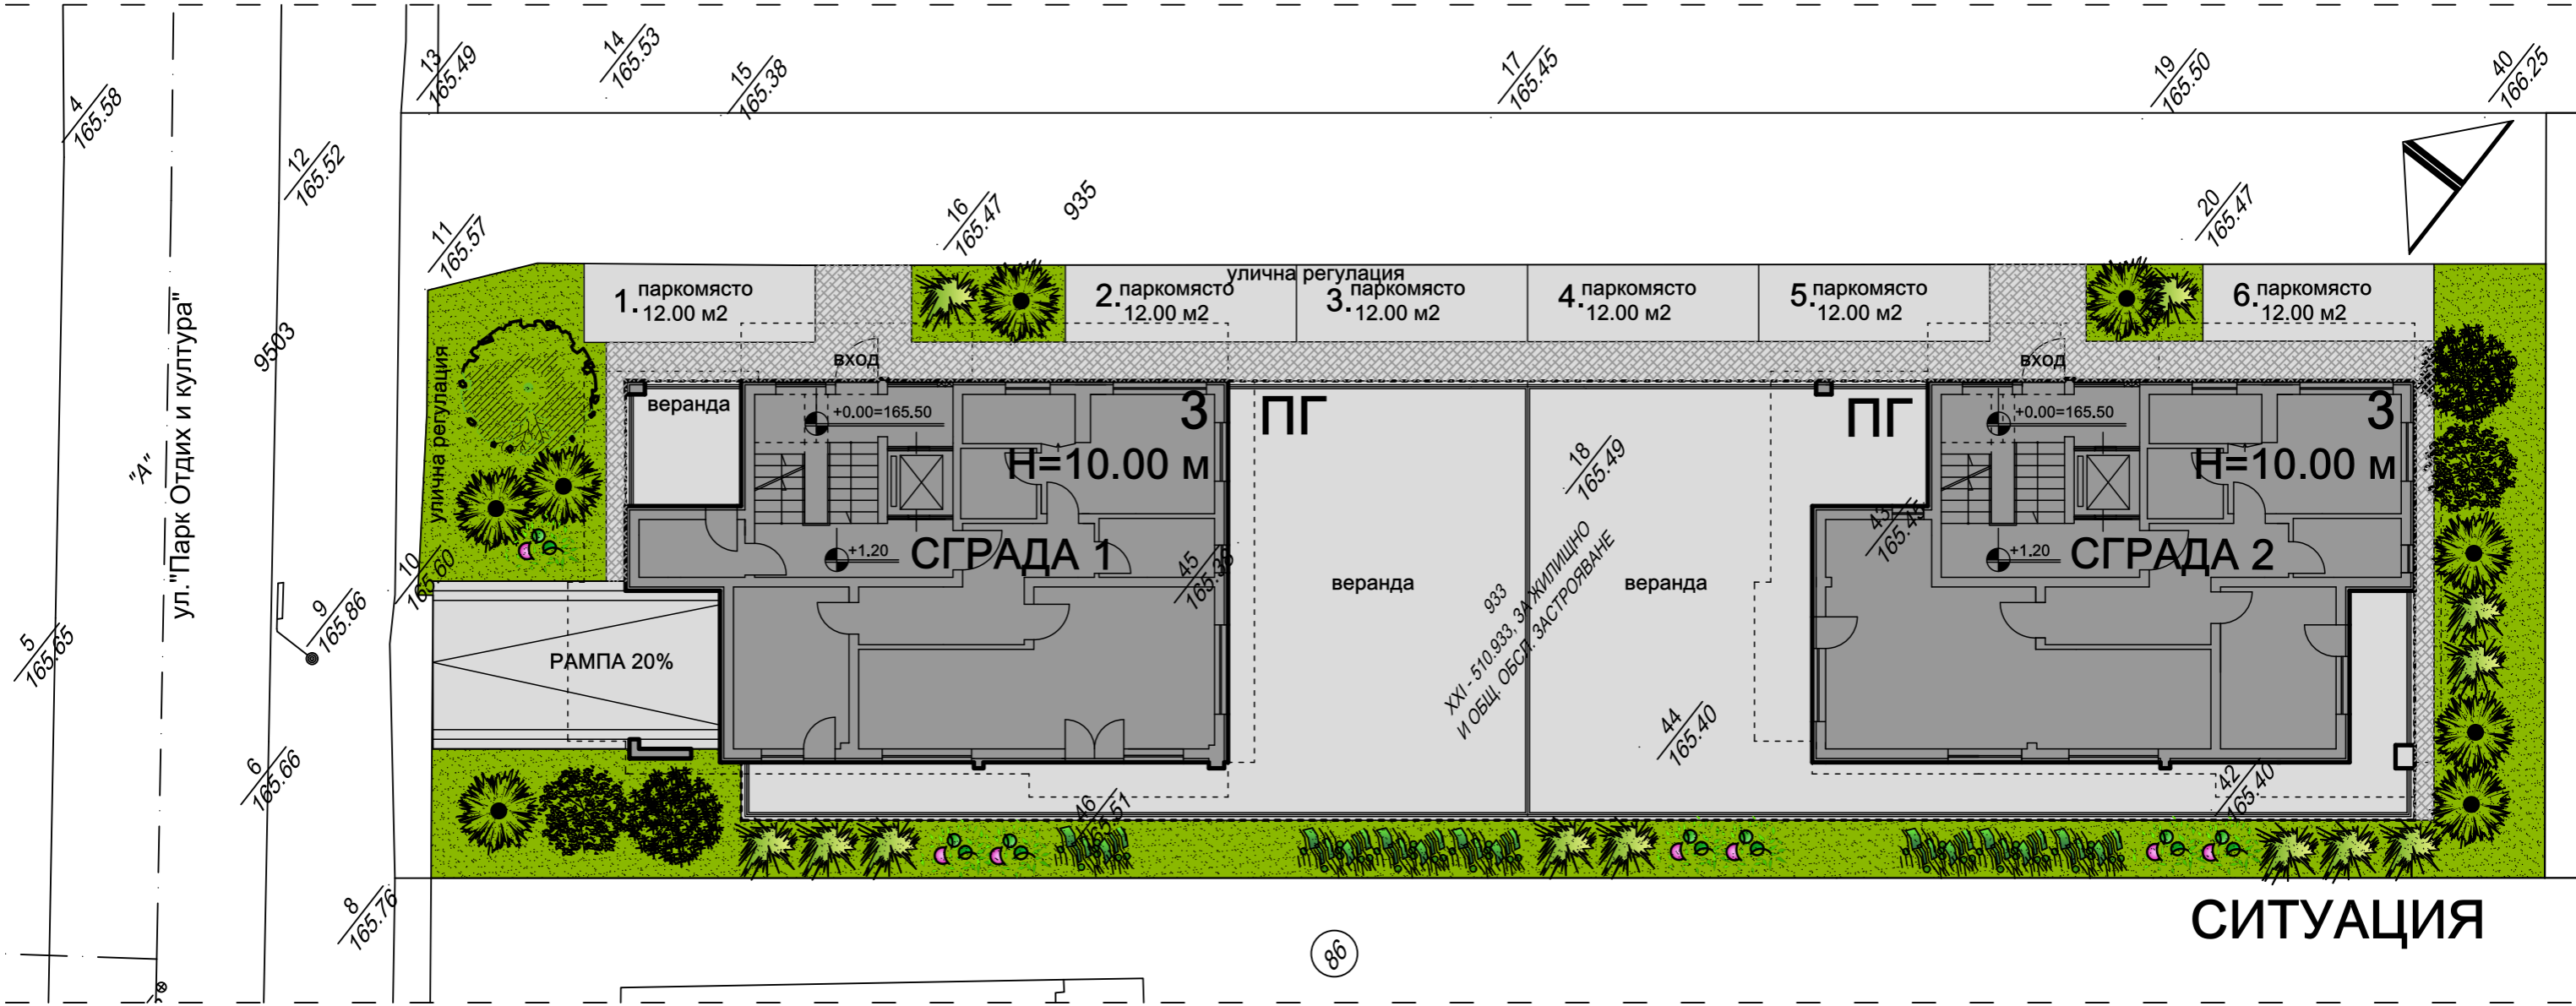 4
165.58
13
165.49
14
165.53
15
165.38
17
165.45
19
165.50
40
166.25
12
165.52
11
165.57
16
165.47
935
20
165.47
улична регулация
1. паркомясто
12.00 м2
2. паркомясто
12.00 м2
3. паркомясто
12.00 м2
4. паркомясто
12.00 м2
5. паркомясто
12.00 м2
6. паркомясто
12.00 м2
вход
вход
ул."Парк Отдих и култура"
"А"
9503
улична регулация
веранда
+0.00=165.50
3
H=10.00 м
ПГ
ПГ
+0.00=165.50
3
H=10.00 м
18
165.49
+1.20
СГРАДА 1
45
165.35
43
165.45
+1.20
СГРАДА 2
10
165.60
9
165.86
5
165.65
веранда
веранда
933
XXI - 510.933, ЗА ЖИЛИЩНО
И ОБЩ. ОБСЛ. ЗАСТРОЯВАНЕ
РАМПА 20%
44
165.40
6
165.66
46
165.51
42
165.40
8
165.76
86
СИТУАЦИЯ